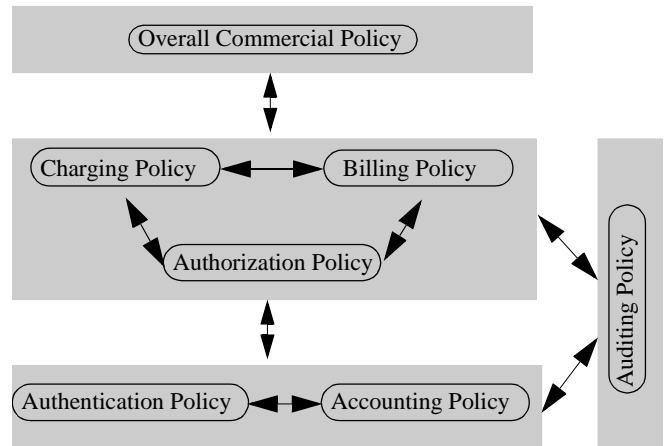 Overall Commercial Policy
Charging Policy
Billing Policy
Authorization Policy
Auditing Policy
Authentication Policy
Accounting Policy